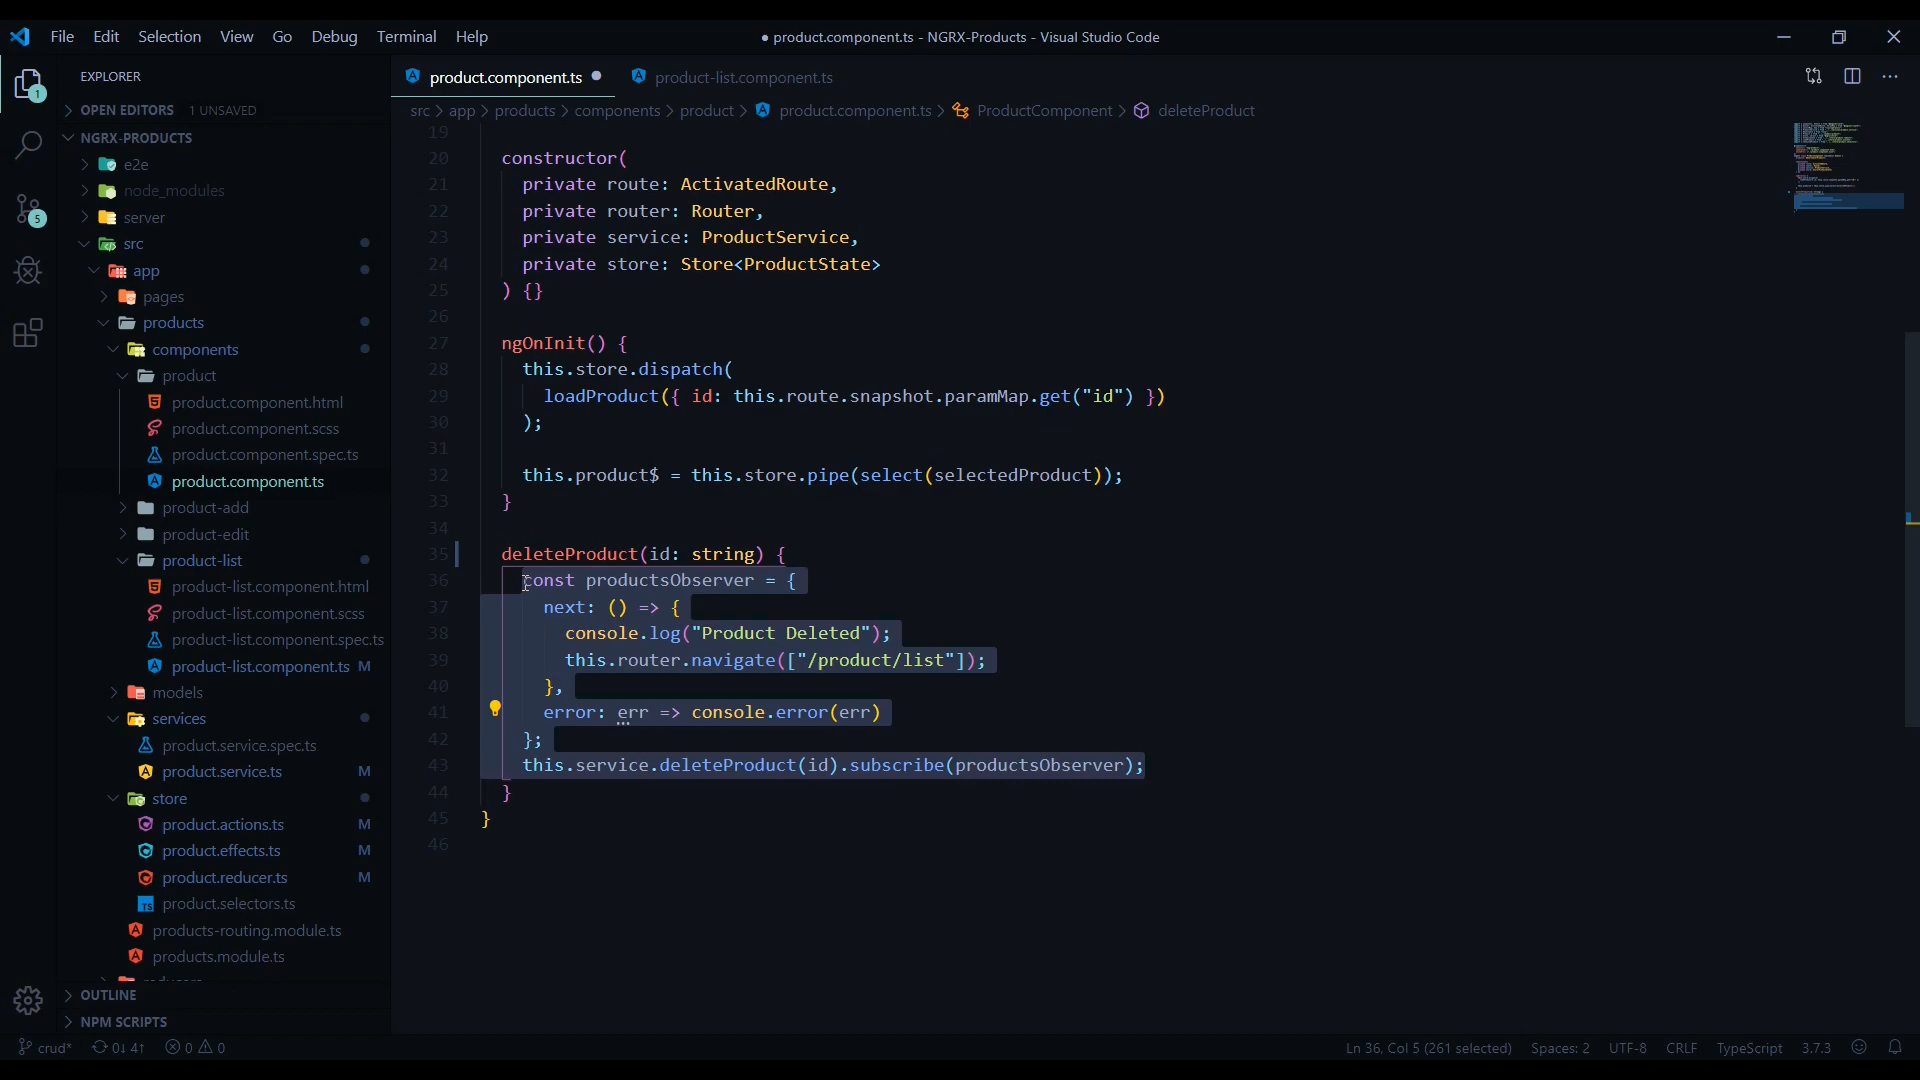 File Edit Selection View Go Debug Terminal Help
● product.component.ts - NGRX-Products - Visual Studio Code
EXPLORER
OPEN EDITORS 1 UNSAVED
NGRX-PRODUCTS
e2e
node_modules
server
src
app
pages
products
components
product
product.component.html
product.component.scss
product.component.spec.ts
product.component.ts
product-add
product-edit
product-list
product-list.component.html
product-list.component.scss
product-list.component.spec.ts
product-list.component.ts M
models
services
product.service.spec.ts
product.service.ts M
store
product.actions.ts M
product.effects.ts M
product.reducer.ts M
product.selectors.ts
products-routing.module.ts
products.module.ts
OUTLINE
NPM SCRIPTS
1
5
product.component.ts ● product-list.component.ts
src > app > products > components > product > product.component.ts > ProductComponent > deleteProduct
19
20 constructor(
21 private route: ActivatedRoute,
22 private router: Router,
23 private service: ProductService,
24 private store: Store<ProductState>
25 ) {}
26
27 ngOnInit() {
28 this.store.dispatch(
29 loadProduct({ id: this.route.snapshot.paramMap.get("id") })
30 );
31
32 this.product$ = this.store.pipe(select(selectedProduct));
33 }
34
35 deleteProduct(id: string) {
36 const productsObserver = {
37 next: () => {
38 console.log("Product Deleted");
39 this.router.navigate(["/product/list"]);
40 },
41 error: err => console.error(err)
42 };
43 this.service.deleteProduct(id).subscribe(productsObserver);
44 }
45 }
46
crud* 0↓ 4↑ 0 0
Ln 36, Col 5 (261 selected) Spaces: 2 UTF-8 CRLF TypeScript 3.7.3